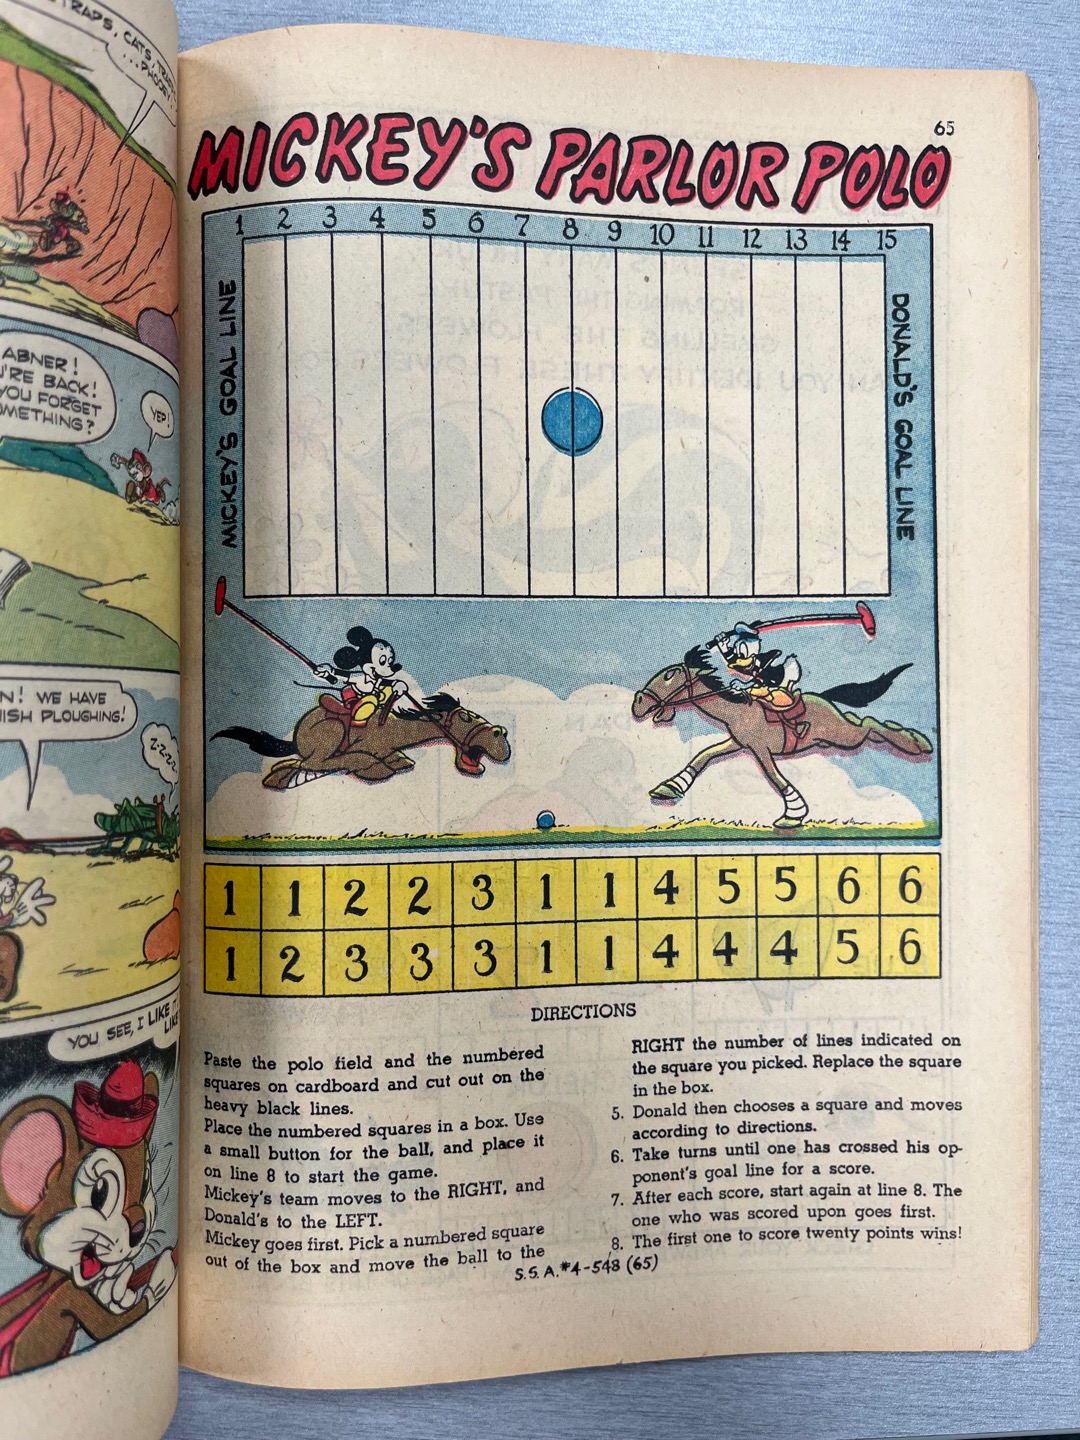 TRAPS, CATS, TRAPS
...PHOOEY!
ABNER!
YOU'RE BACK!
YOU FORGET
SOMETHING?
YEP!
WE HAVE
PLOUGHING!
Z-Z-Z-Z
YOU SEE, I LIKE IT
LIKE
65
MICKEY'S PARLOR POLO
1 2 3 4 5 6 7 8 9 10 11 12 13 14 15
MICKEY'S GOAL LINE
DONALD'S GOAL LINE
1 1 2 2 3 1 1 4 5 5 6 6
1 2 3 3 3 1 1 4 4 4 5 6
DIRECTIONS
Paste the polo field and the numbered
squares on cardboard and cut out on the
heavy black lines.
Place the numbered squares in a box. Use
a small button for the ball, and place it
on line 8 to start the game.
Mickey's team moves to the RIGHT, and
Donald's to the LEFT.
Mickey goes first. Pick a numbered square
out of the box and move the ball to the
RIGHT the number of lines indicated on
the square you picked. Replace the square
in the box.
5. Donald then chooses a square and moves
according to directions.
6. Take turns until one has crossed his op-
ponent's goal line for a score.
7. After each score, start again at line 8. The
one who was scored upon goes first.
8. The first one to score twenty points wins!
S.S.A.#4-548 (65)